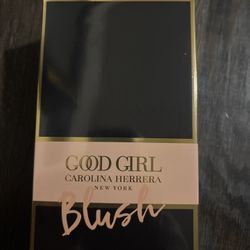 GOOD GIRL
CAROLINA HERRERA
NEW YORK
Blush